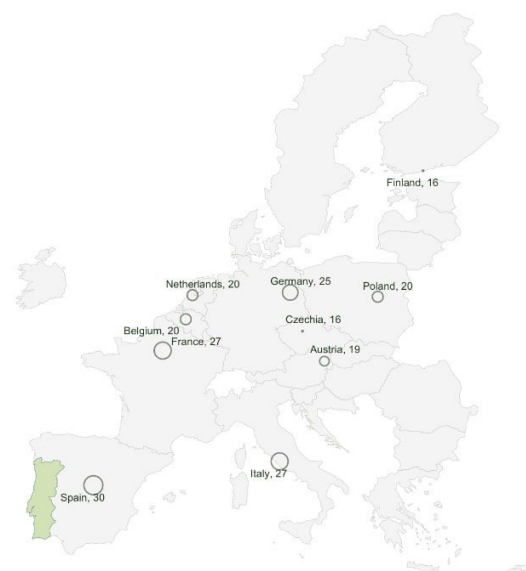 Finland, 16
Netherlands, 20
Germany, 25
Poland, 20
Czechia, 16
Belgium, 20
France, 27
Austria, 19
Italy, 27
Spain, 30